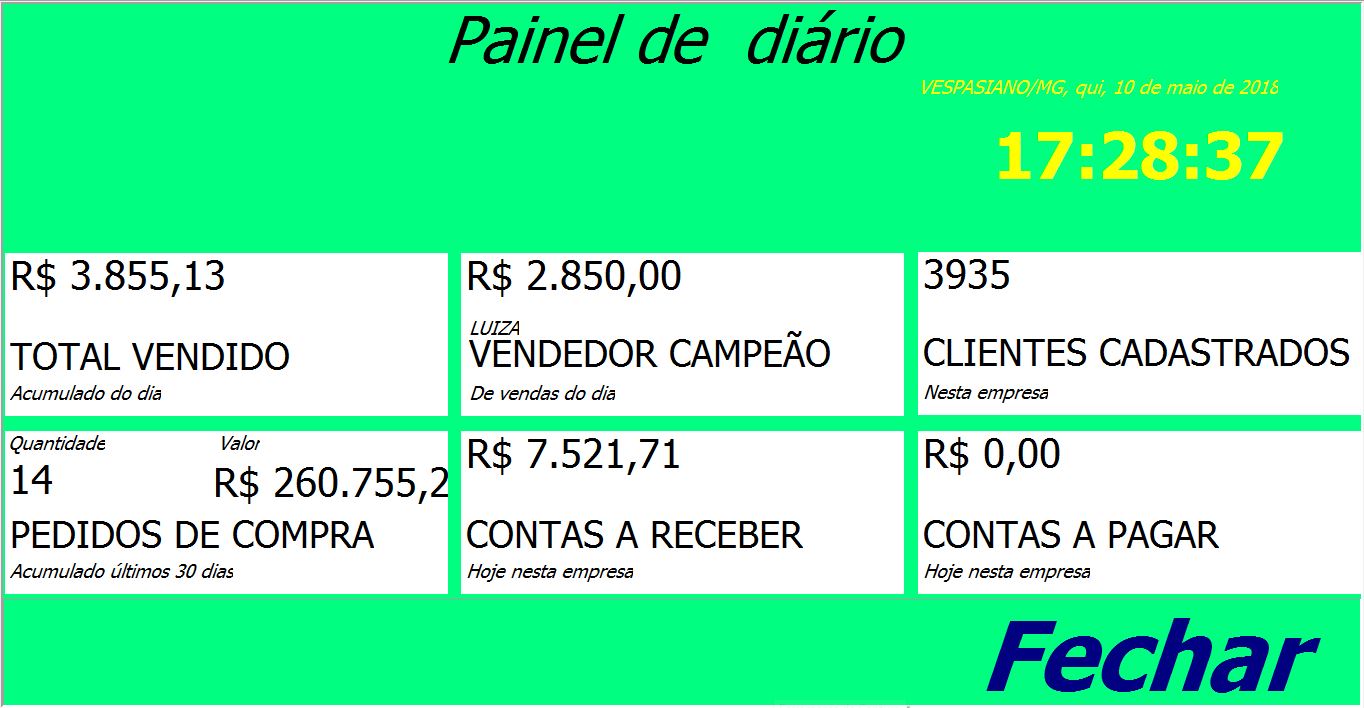 Painel de diário
VESPASIANO/MG, qui, 10 de maio de 2018
17:28:37
R$ 3.855,13
TOTAL VENDIDO
Acumulado do dia
R$ 2.850,00
LUIZA
VENDEDOR CAMPEÃO
De vendas do dia
3935
CLIENTES CADASTRADOS
Nesta empresa
Quantidade Valor
14 R$ 260.755,2
PEDIDOS DE COMPRA
Acumulado últimos 30 dias
R$ 7.521,71
CONTAS A RECEBER
Hoje nesta empresa
R$ 0,00
CONTAS A PAGAR
Hoje nesta empresa
Fechar